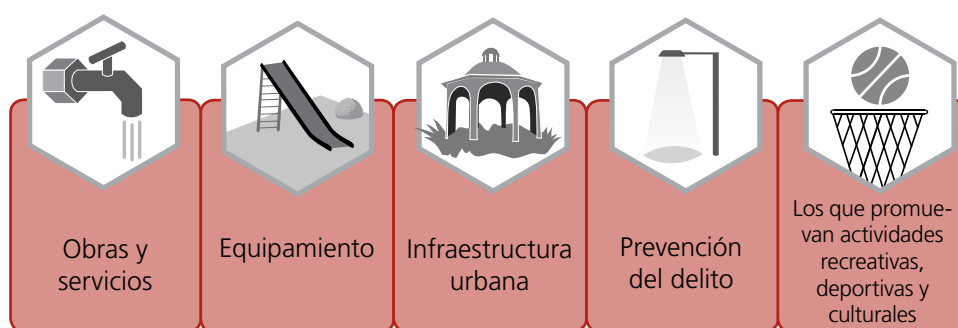 Obras y
servicios
Equipamiento
Infraestructura
urbana
Prevención
del delito
Los que promue-
van actividades
recreativas,
deportivas y
culturales